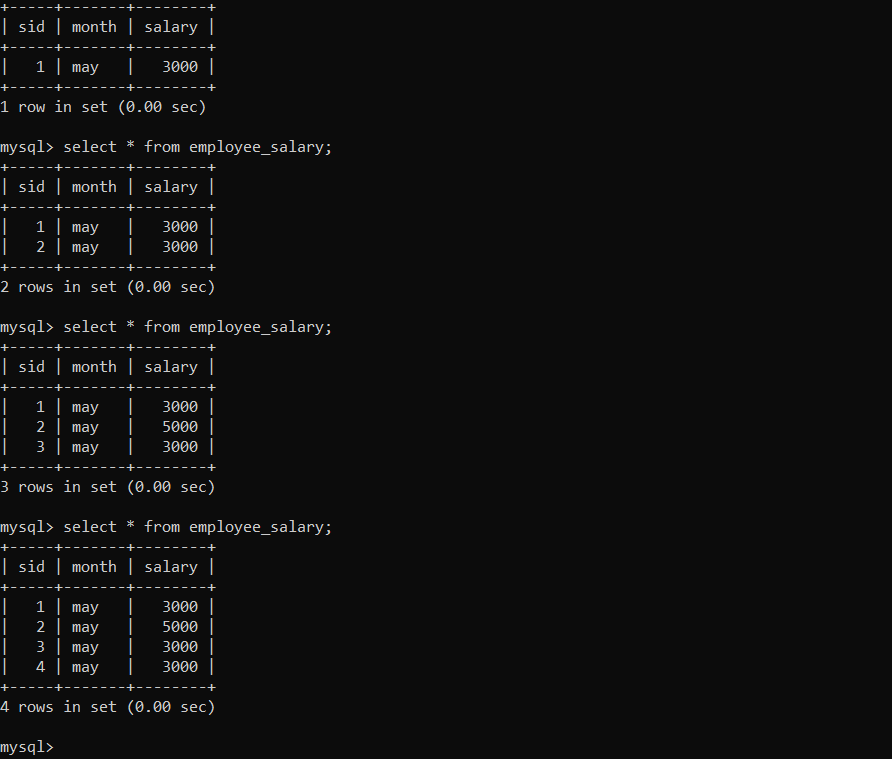 +-----+-------+--------+
| sid | month | salary |
+-----+-------+--------+
|   1 | may   |   3000 |
+-----+-------+--------+
1 row in set (0.00 sec)

mysql> select * from employee_salary;
+-----+-------+--------+
| sid | month | salary |
+-----+-------+--------+
|   1 | may   |   3000 |
|   2 | may   |   3000 |
+-----+-------+--------+
2 rows in set (0.00 sec)

mysql> select * from employee_salary;
+-----+-------+--------+
| sid | month | salary |
+-----+-------+--------+
|   1 | may   |   3000 |
|   2 | may   |   5000 |
|   3 | may   |   3000 |
+-----+-------+--------+
3 rows in set (0.00 sec)

mysql> select * from employee_salary;
+-----+-------+--------+
| sid | month | salary |
+-----+-------+--------+
|   1 | may   |   3000 |
|   2 | may   |   5000 |
|   3 | may   |   3000 |
|   4 | may   |   3000 |
+-----+-------+--------+
4 rows in set (0.00 sec)

mysql>